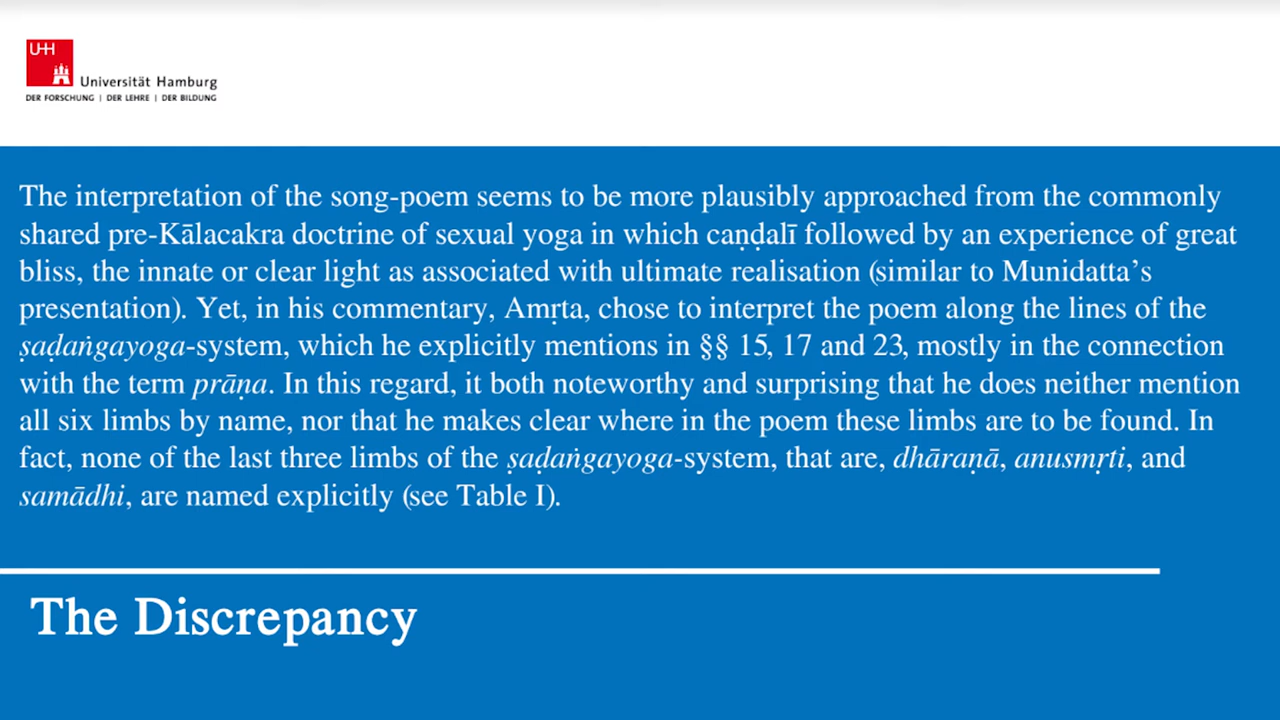 UHH
Universität Hamburg
DER FORSCHUNG | DER LEHRE | DER BILDUNG
The interpretation of the song-poem seems to be more plausibly approached from the commonly
shared pre-Kālacakra doctrine of sexual yoga in which caṇḍalī followed by an experience of great
bliss, the innate or clear light as associated with ultimate realisation (similar to Munidatta’s
presentation). Yet, in his commentary, Amṛta, chose to interpret the poem along the lines of the
ṣaḍaṅgayoga-system, which he explicitly mentions in §§ 15, 17 and 23, mostly in the connection
with the term prāṇa. In this regard, it both noteworthy and surprising that he does neither mention
all six limbs by name, nor that he makes clear where in the poem these limbs are to be found. In
fact, none of the last three limbs of the ṣaḍaṅgayoga-system, that are, dhāraṇā, anusmṛti, and
samādhi, are named explicitly (see Table I).
The Discrepancy